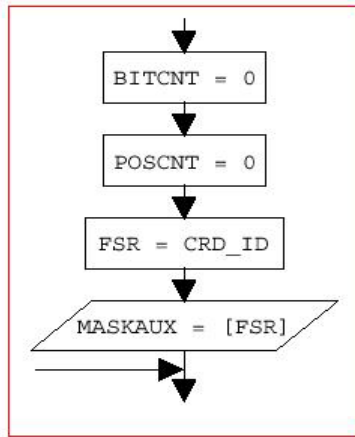 BITCNT = 0
POSCNT = 0
FSR = CRD_ID
MASKAUX = [FSR]